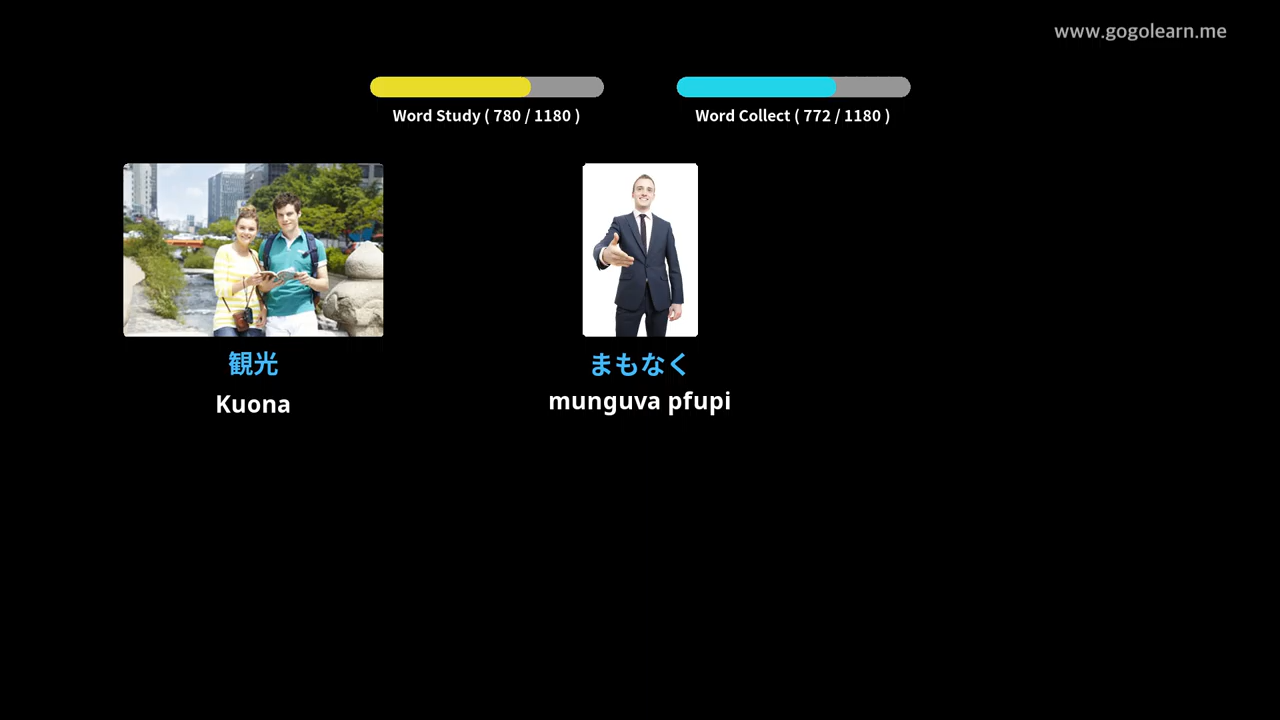 www.gogolearn.me
Word Study ( 780 / 1180 )
Word Collect ( 772 / 1180 )
観光
Kuona
まもなく
munguva pfupi